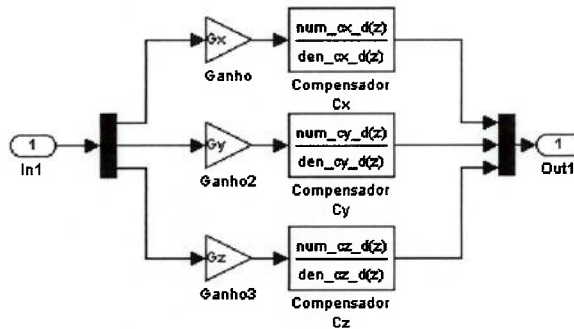 Gx
Ganho
num_cx_d(z)
den_cx_d(z)
Compensador
Cx
1
In1
Gy
Ganho2
num_cy_d(z)
den_cy_d(z)
Compensador
Cy
1
Out1
Gz
Ganho3
num_cz_d(z)
den_cz_d(z)
Compensador
Cz